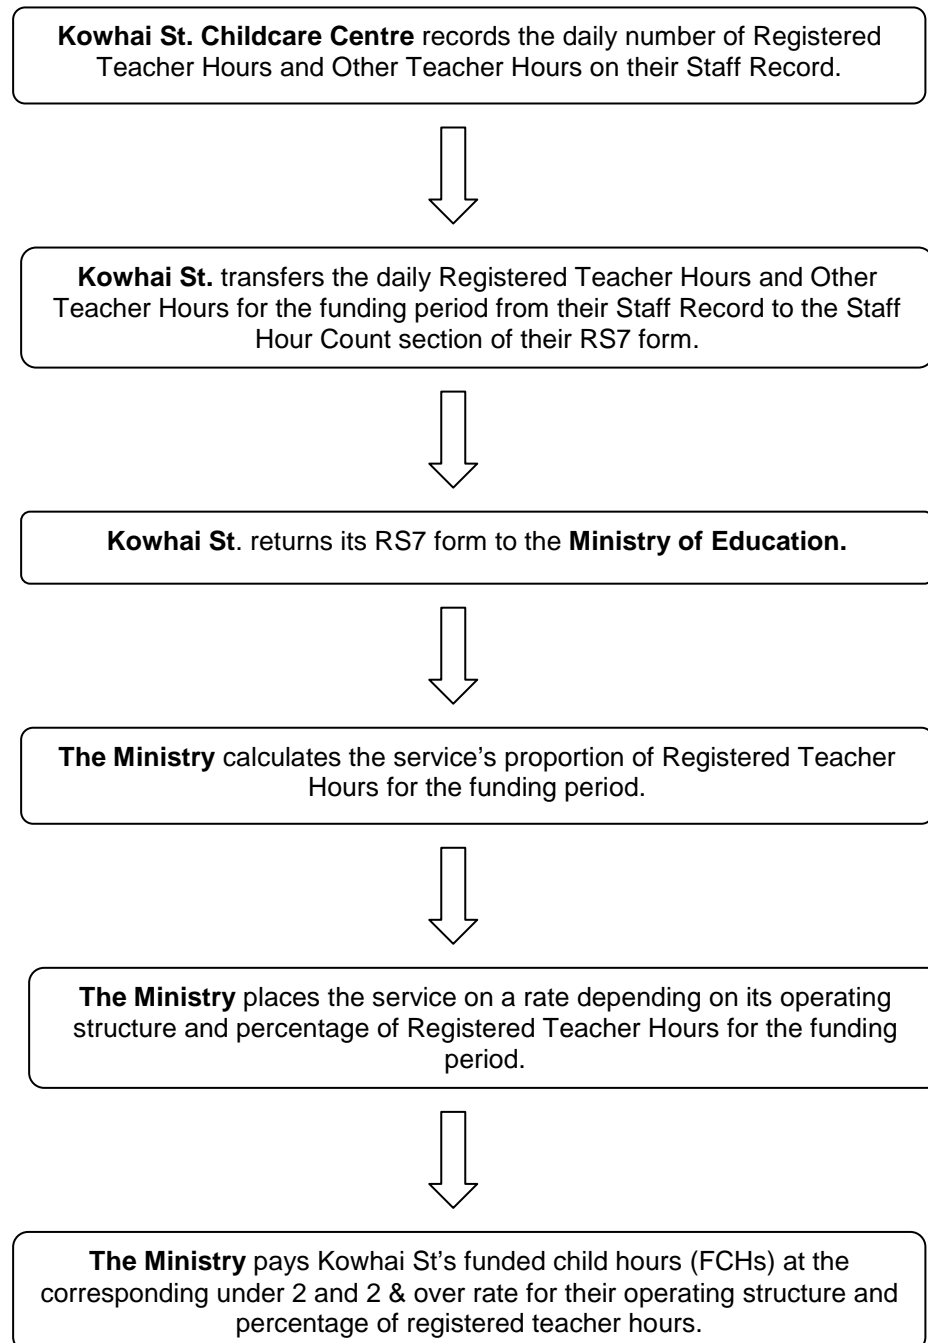 Kowhai St. Childcare Centre records the daily number of Registered
Teacher Hours and Other Teacher Hours on their Staff Record.
Kowhai St. transfers the daily Registered Teacher Hours and Other
Teacher Hours for the funding period from their Staff Record to the Staff
Hour Count section of their RS7 form.
Kowhai St. returns its RS7 form to the Ministry of Education.
The Ministry calculates the service’s proportion of Registered Teacher
Hours for the funding period.
The Ministry places the service on a rate depending on its operating
structure and percentage of Registered Teacher Hours for the funding
period.
The Ministry pays Kowhai St’s funded child hours (FCHs) at the
corresponding under 2 and 2 & over rate for their operating structure and
percentage of registered teacher hours.